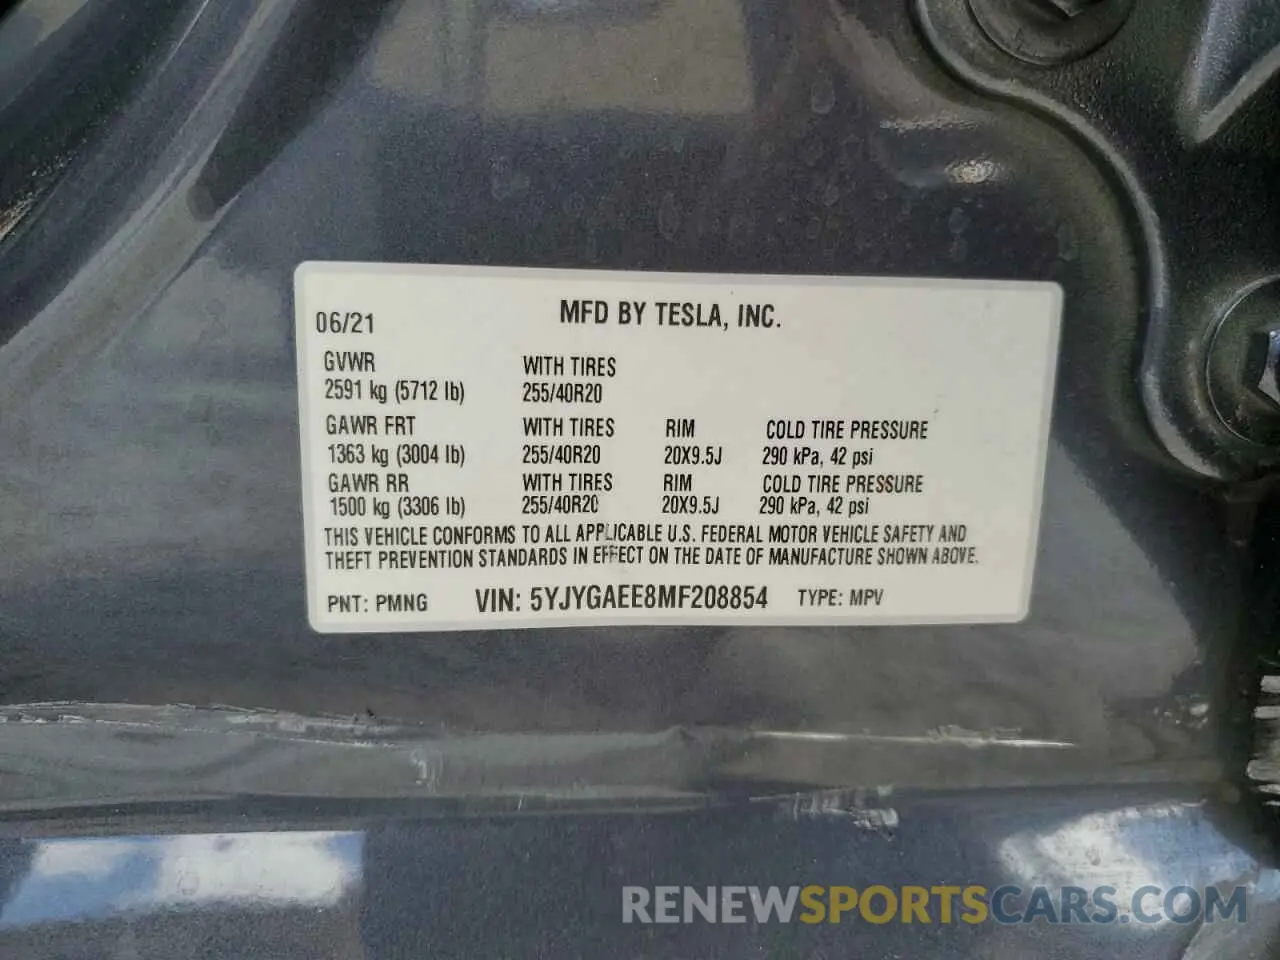 MFD BY TESLA, INC.
06/21
GVWR WITH TIRES
2591 kg (5712 lb) 255/40R20
GAWR FRT WITH TIRES RIM COLD TIRE PRESSURE
1363 kg (3004 lb) 255/40R20 20X9.5J 290 kPa, 42 psi
GAWR RR WITH TIRES RIM COLD TIRE PRESSURE
1500 kg (3306 lb) 255/40R20 20X9.5J 290 kPa, 42 psi
THIS VEHICLE CONFORMS TO ALL APPLICABLE U.S. FEDERAL MOTOR VEHICLE SAFETY AND
THEFT PREVENTION STANDARDS IN EFFECT ON THE DATE OF MANUFACTURE SHOWN ABOVE.
PNT: PMNG VIN: 5YJYGAEE8MF208854 TYPE: MPV
RENEWSPORTSCARS.COM